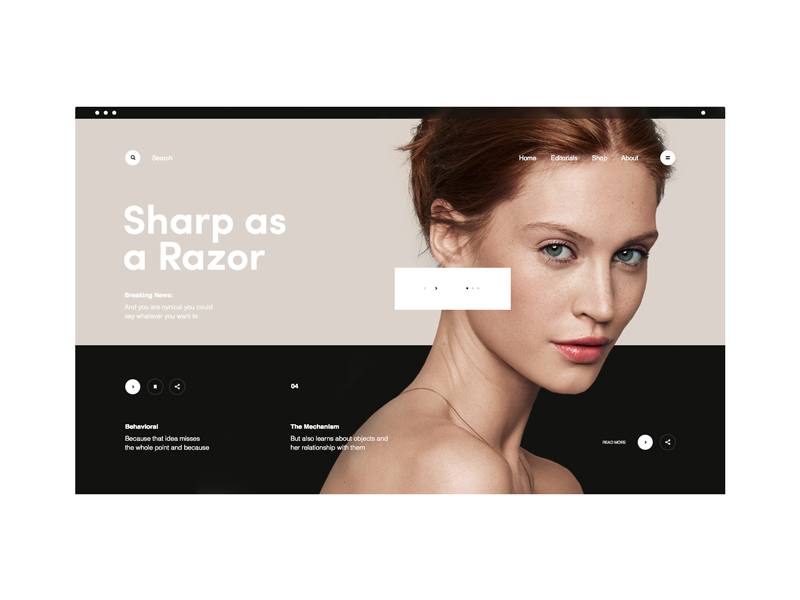 Search
Home Editorials Shop About
Sharp as
a Razor
Breaking News:
And you are cynical you could
say whatever you want to
04
Behavioral
Because that idea misses
the whole point and because
The Mechanism
But also learns about objects and
her relationship with them
READ MORE